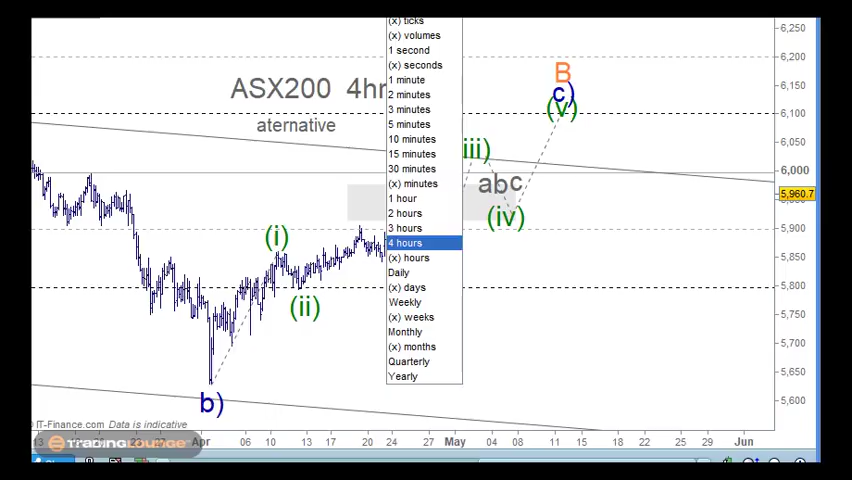 (x) ticks
(x) volumes
1 second
(x) seconds
1 minute
2 minutes
3 minutes
5 minutes
10 minutes
15 minutes
30 minutes
(x) minutes
1 hour
2 hours
3 hours
4 hours
(x) hours
Daily
(x) days
Weekly
(x) weeks
Monthly
(x) months
Quarterly
Yearly
ASX200 4hr
aternative
B
c)
(v)
iii)
abc
(iv)
(i)
(ii)
b)
6,250
6,200
6,150
6,100
6,050
6,000
5,960.7
5,900
5,850
5,800
5,750
5,700
5,650
5,600
© IT-Finance.com Data is indicative
13 Apr 06 10 13 17 20 24 27 May 04 08 11 15 18 22 25 29 Jun
TRADING LOUNGE